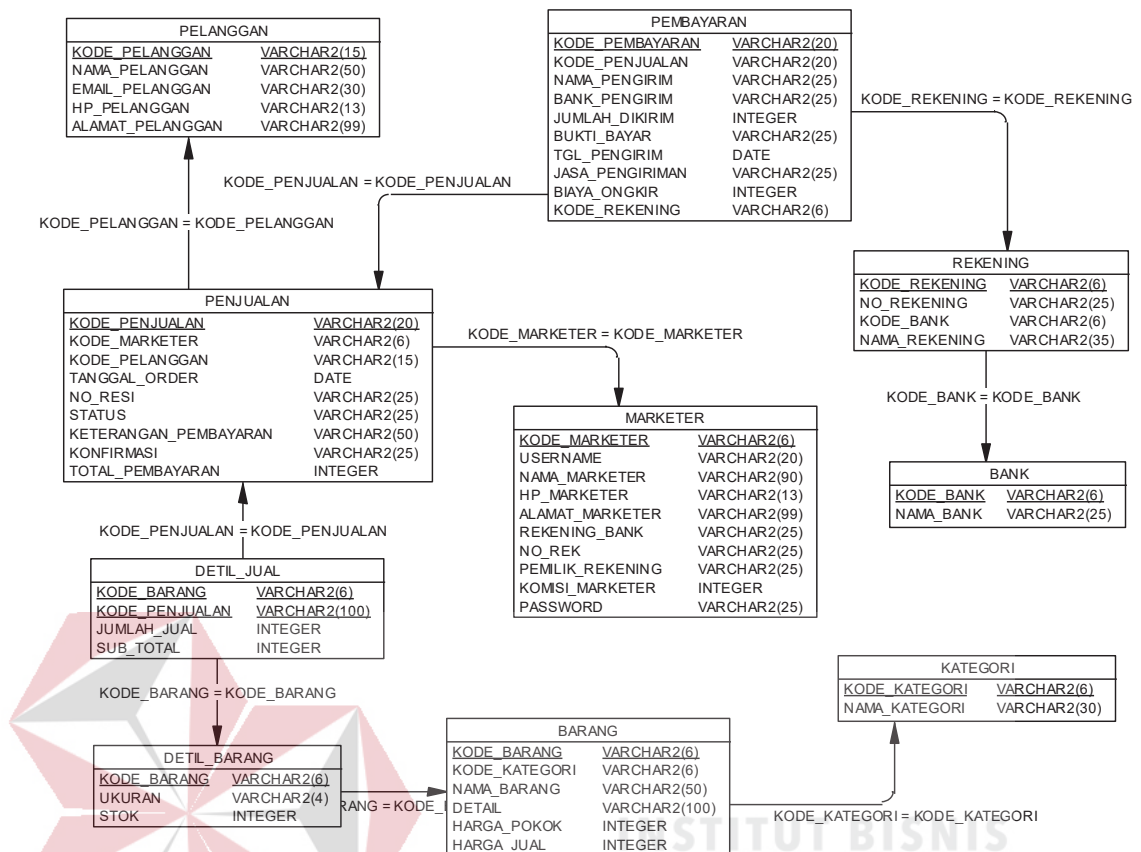 PELANGGAN
KODE_PELANGGAN VARCHAR2(15)
NAMA_PELANGGAN VARCHAR2(50)
EMAIL_PELANGGAN VARCHAR2(30)
HP_PELANGGAN VARCHAR2(13)
ALAMAT_PELANGGAN VARCHAR2(99)
PEMBAYARAN
KODE_PEMBAYARAN VARCHAR2(20)
KODE_PENJUALAN VARCHAR2(20)
NAMA_PENGIRIM VARCHAR2(25)
BANK_PENGIRIM VARCHAR2(25)
JUMLAH_DIKIRIM INTEGER
BUKTI_BAYAR VARCHAR2(25)
TGL_PENGIRIM DATE
JASA_PENGIRIMAN VARCHAR2(25)
BIAYA_ONGKIR INTEGER
KODE_REKENING VARCHAR2(6)
KODE_REKENING = KODE_REKENING
KODE_PENJUALAN = KODE_PENJUALAN
KODE_PELANGGAN = KODE_PELANGGAN
REKENING
KODE_REKENING VARCHAR2(6)
NO_REKENING VARCHAR2(25)
KODE_BANK VARCHAR2(6)
NAMA_REKENING VARCHAR2(35)
PENJUALAN
KODE_PENJUALAN VARCHAR2(20)
KODE_MARKETER VARCHAR2(6)
KODE_PELANGGAN VARCHAR2(15)
TANGGAL_ORDER DATE
NO_RESI VARCHAR2(25)
STATUS VARCHAR2(25)
KETERANGAN_PEMBAYARAN VARCHAR2(50)
KONFIRMASI VARCHAR2(25)
TOTAL_PEMBAYARAN INTEGER
KODE_MARKETER = KODE_MARKETER
KODE_BANK = KODE_BANK
MARKETER
KODE_MARKETER VARCHAR2(6)
USERNAME VARCHAR2(20)
NAMA_MARKETER VARCHAR2(90)
HP_MARKETER VARCHAR2(13)
ALAMAT_MARKETER VARCHAR2(99)
REKENING_BANK VARCHAR2(25)
NO_REK VARCHAR2(25)
PEMILIK_REKENING VARCHAR2(25)
KOMISI_MARKETER INTEGER
PASSWORD VARCHAR2(25)
BANK
KODE_BANK VARCHAR2(6)
NAMA_BANK VARCHAR2(25)
KODE_PENJUALAN = KODE_PENJUALAN
DETIL_JUAL
KODE_BARANG VARCHAR2(6)
KODE_PENJUALAN VARCHAR2(100)
JUMLAH_JUAL INTEGER
SUB_TOTAL INTEGER
KODE_BARANG = KODE_BARANG
KATEGORI
KODE_KATEGORI VARCHAR2(6)
NAMA_KATEGORI VARCHAR2(30)
DETIL_BARANG
KODE_BARANG VARCHAR2(6)
UKURAN VARCHAR2(4)
STOK INTEGER
RANG = KODE_
BARANG
KODE_BARANG VARCHAR2(6)
KODE_KATEGORI VARCHAR2(6)
NAMA_BARANG VARCHAR2(50)
DETAIL VARCHAR2(100)
HARGA_POKOK INTEGER
HARGA_JUAL INTEGER
KODE_KATEGORI = KODE_KATEGORI
INSTITUT BISNIS